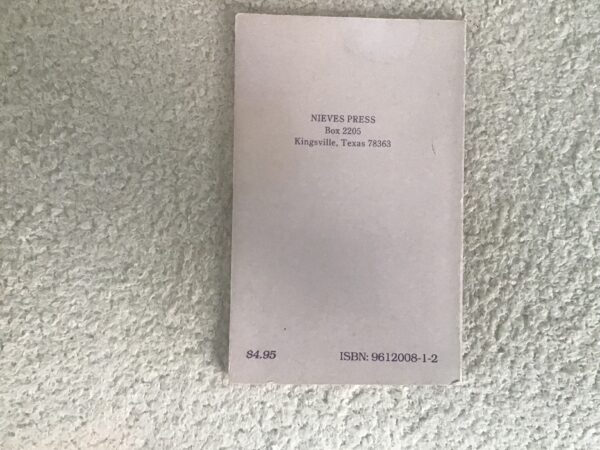 NIEVES PRESS
Box 2205
Kingsville, Texas 78363
$4.95
ISBN: 9612008-1-2